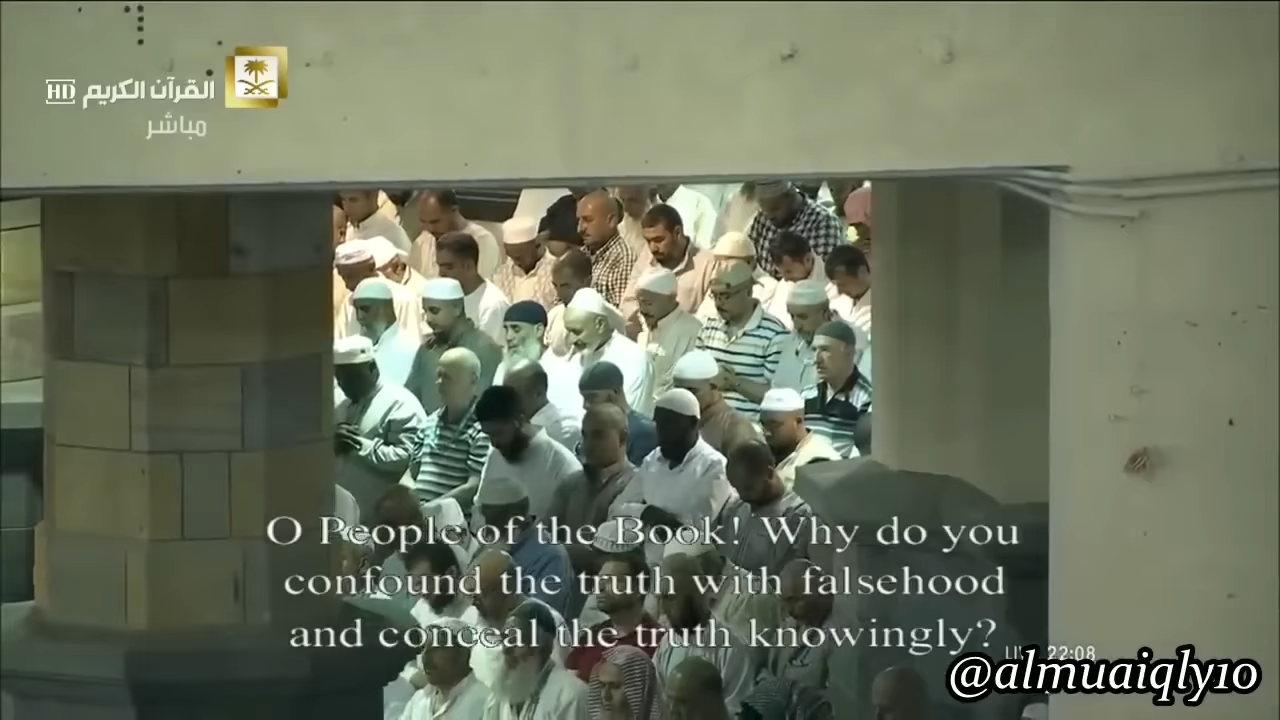 القرآن الكريم HD
مباشر
O People of the Book! Why do you
confound the truth with falsehood
and conceal the truth knowingly?
LIVE 22:08
@almuaiqly10